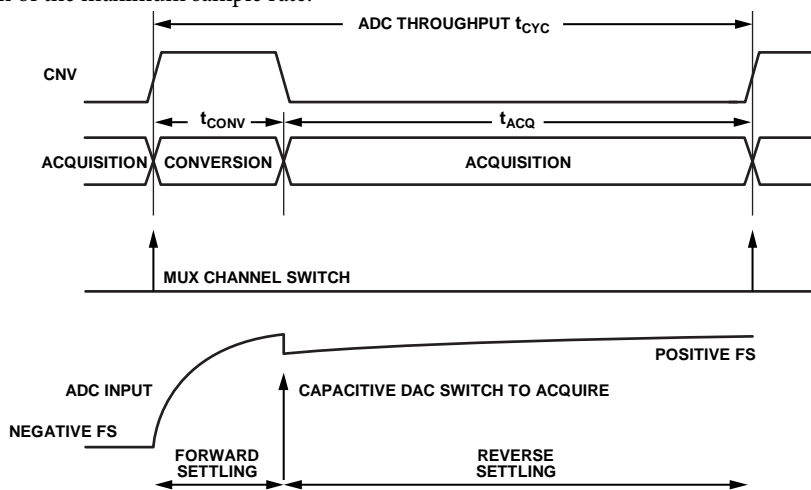 ADC THROUGHPUT tCYC
CNV
tCONV
tACQ
ACQUISITION
CONVERSION
ACQUISITION
MUX CHANNEL SWITCH
POSITIVE FS
ADC INPUT
CAPACITIVE DAC SWITCH TO ACQUIRE
NEGATIVE FS
FORWARD
SETTLING
REVERSE
SETTLING